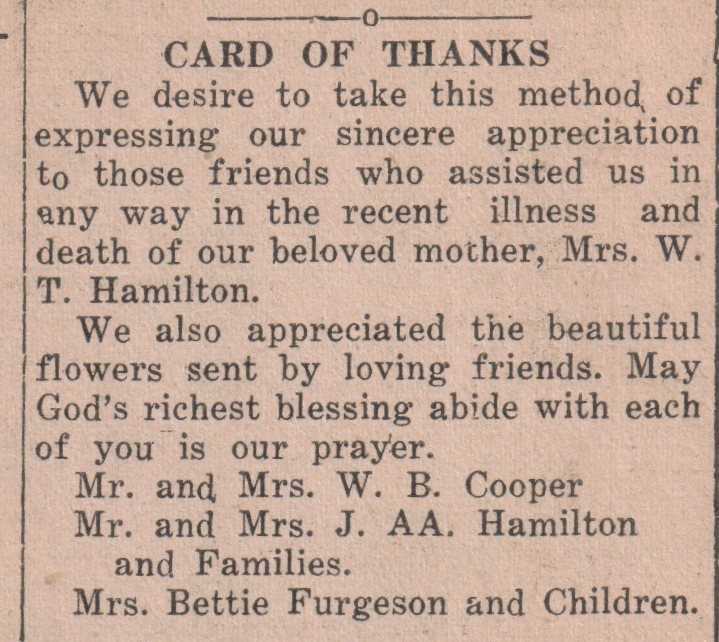 CARD OF THANKS
We desire to take this method of
expressing our sincere appreciation
to those friends who assisted us in
any way in the recent illness and
death of our beloved mother, Mrs. W.
T. Hamilton.
We also appreciated the beautiful
flowers sent by loving friends. May
God's richest blessing abide with each
of you is our prayer.
Mr. and Mrs. W. B. Cooper
Mr. and Mrs. J. AA. Hamilton
and Families.
Mrs. Bettie Furgeson and Children.